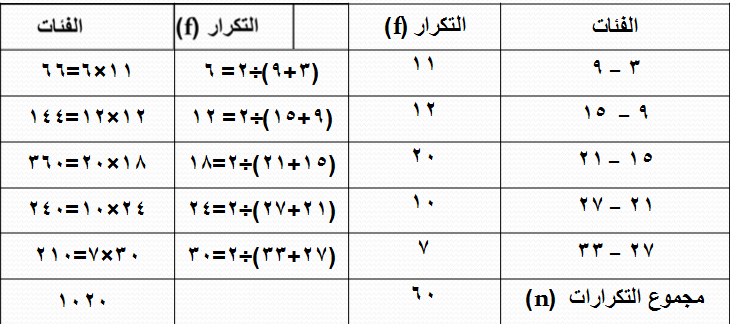 الفئات	التكرار (f)	التكرار (f)	الفئات
٣ – ٩	١١	(٣+٩)÷٢= ٦	١١×٦=٦٦
٩ – ١٥	١٢	(٩+١٥)÷٢= ١٢	١٢×١٢=١٤٤
١٥ – ٢١	٢٠	(١٥+٢١)÷٢=١٨	١٨×٢٠=٣٦٠
٢١ – ٢٧	١٠	(٢١+٢٧)÷٢=٢٤	٢٤×١٠=٢٤٠
٢٧ – ٣٣	٧	(٢٧+٣٣)÷٢=٣٠	٣٠×٧=٢١٠
مجموع التكرارات (n)	٦٠		١٠٢٠